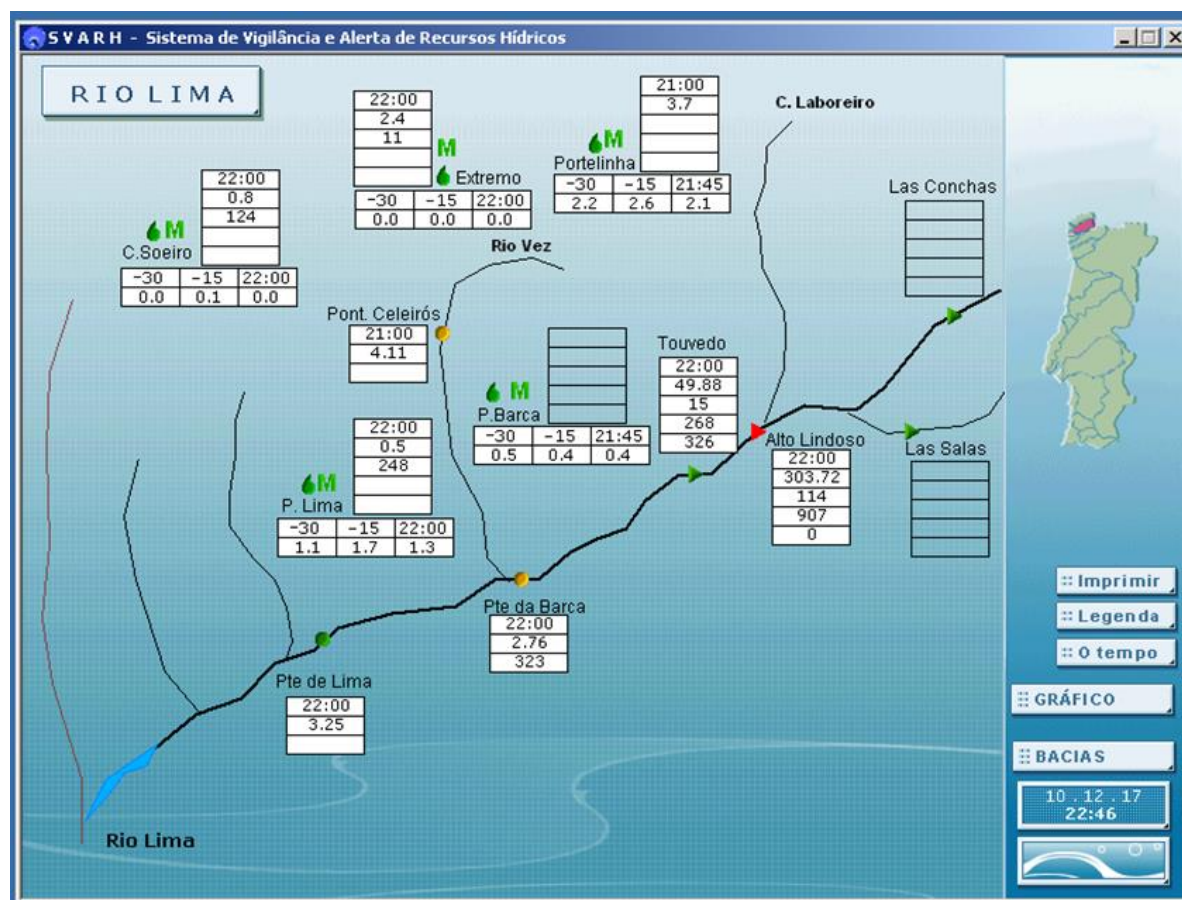 SVARH - Sistema de Vigilância e Alerta de Recursos Hídricos
RIO LIMA
22:00
2.4
11
M
Extremo
-30 -15 22:00
0.0 0.0 0.0
21:00
3.7
M
Portelinha
-30 -15 21:45
2.2 2.6 2.1
C. Laboreiro
Las Conchas
22:00
0.8
124
M
C.Soeiro
-30 -15 22:00
0.0 0.1 0.0
Rio Vez
Pont. Celeirós
21:00
4.11
M
P.Barca
-30 -15 21:45
0.5 0.4 0.4
Touvedo
22:00
49.88
15
268
326
Alto Lindoso
22:00
303.72
114
907
0
Las Salas
22:00
0.5
248
M
P. Lima
-30 -15 22:00
1.1 1.7 1.3
Pte da Barca
22:00
2.76
323
Pte de Lima
22:00
3.25
Rio Lima
Imprimir
Legenda
O tempo
GRÁFICO
BACIAS
10 . 12 . 17
22:46